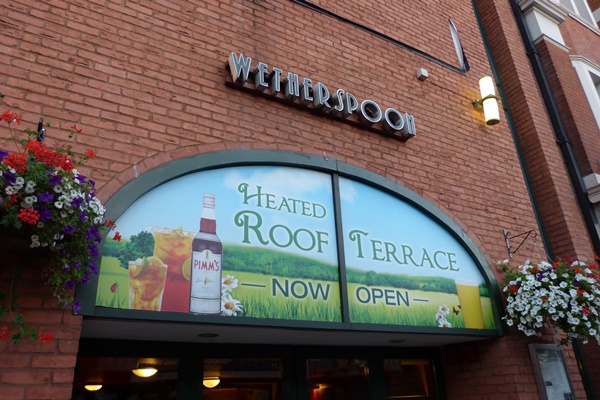 WETHERSPOON
HEATED
ROOF TERRACE
NOW OPEN
PIMM'S